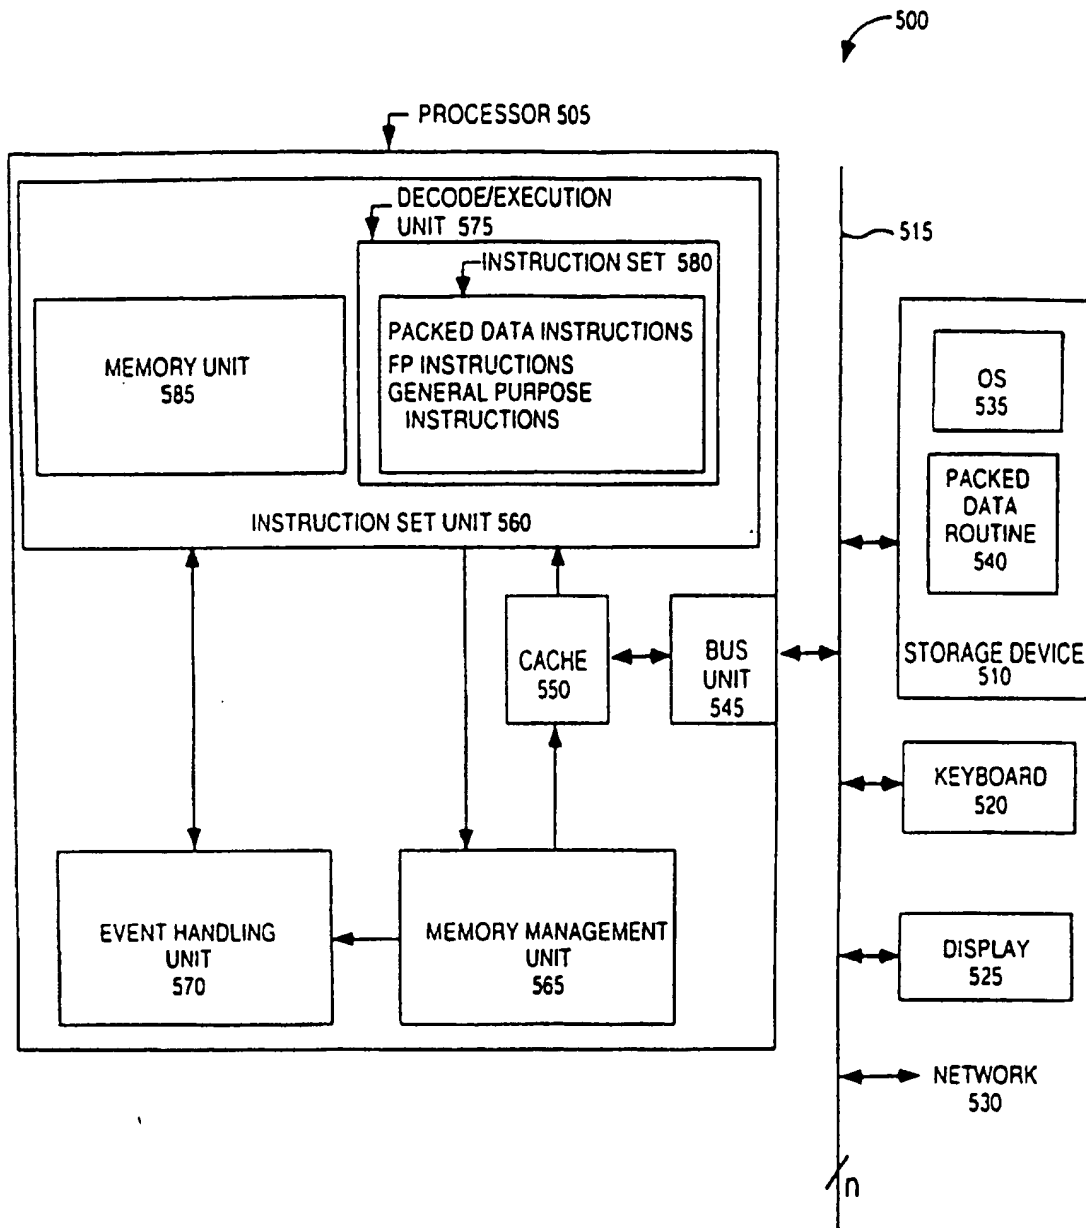 500
PROCESSOR 505
DECODE/EXECUTION
UNIT 575
515
INSTRUCTION SET 580
PACKED DATA INSTRUCTIONS
FP INSTRUCTIONS
GENERAL PURPOSE
INSTRUCTIONS
MEMORY UNIT
585
INSTRUCTION SET UNIT 560
OS
535
PACKED
DATA
ROUTINE
540
STORAGE DEVICE
510
CACHE
550
BUS
UNIT
545
KEYBOARD
520
EVENT HANDLING
UNIT
570
MEMORY MANAGEMENT
UNIT
565
DISPLAY
525
NETWORK
530
n